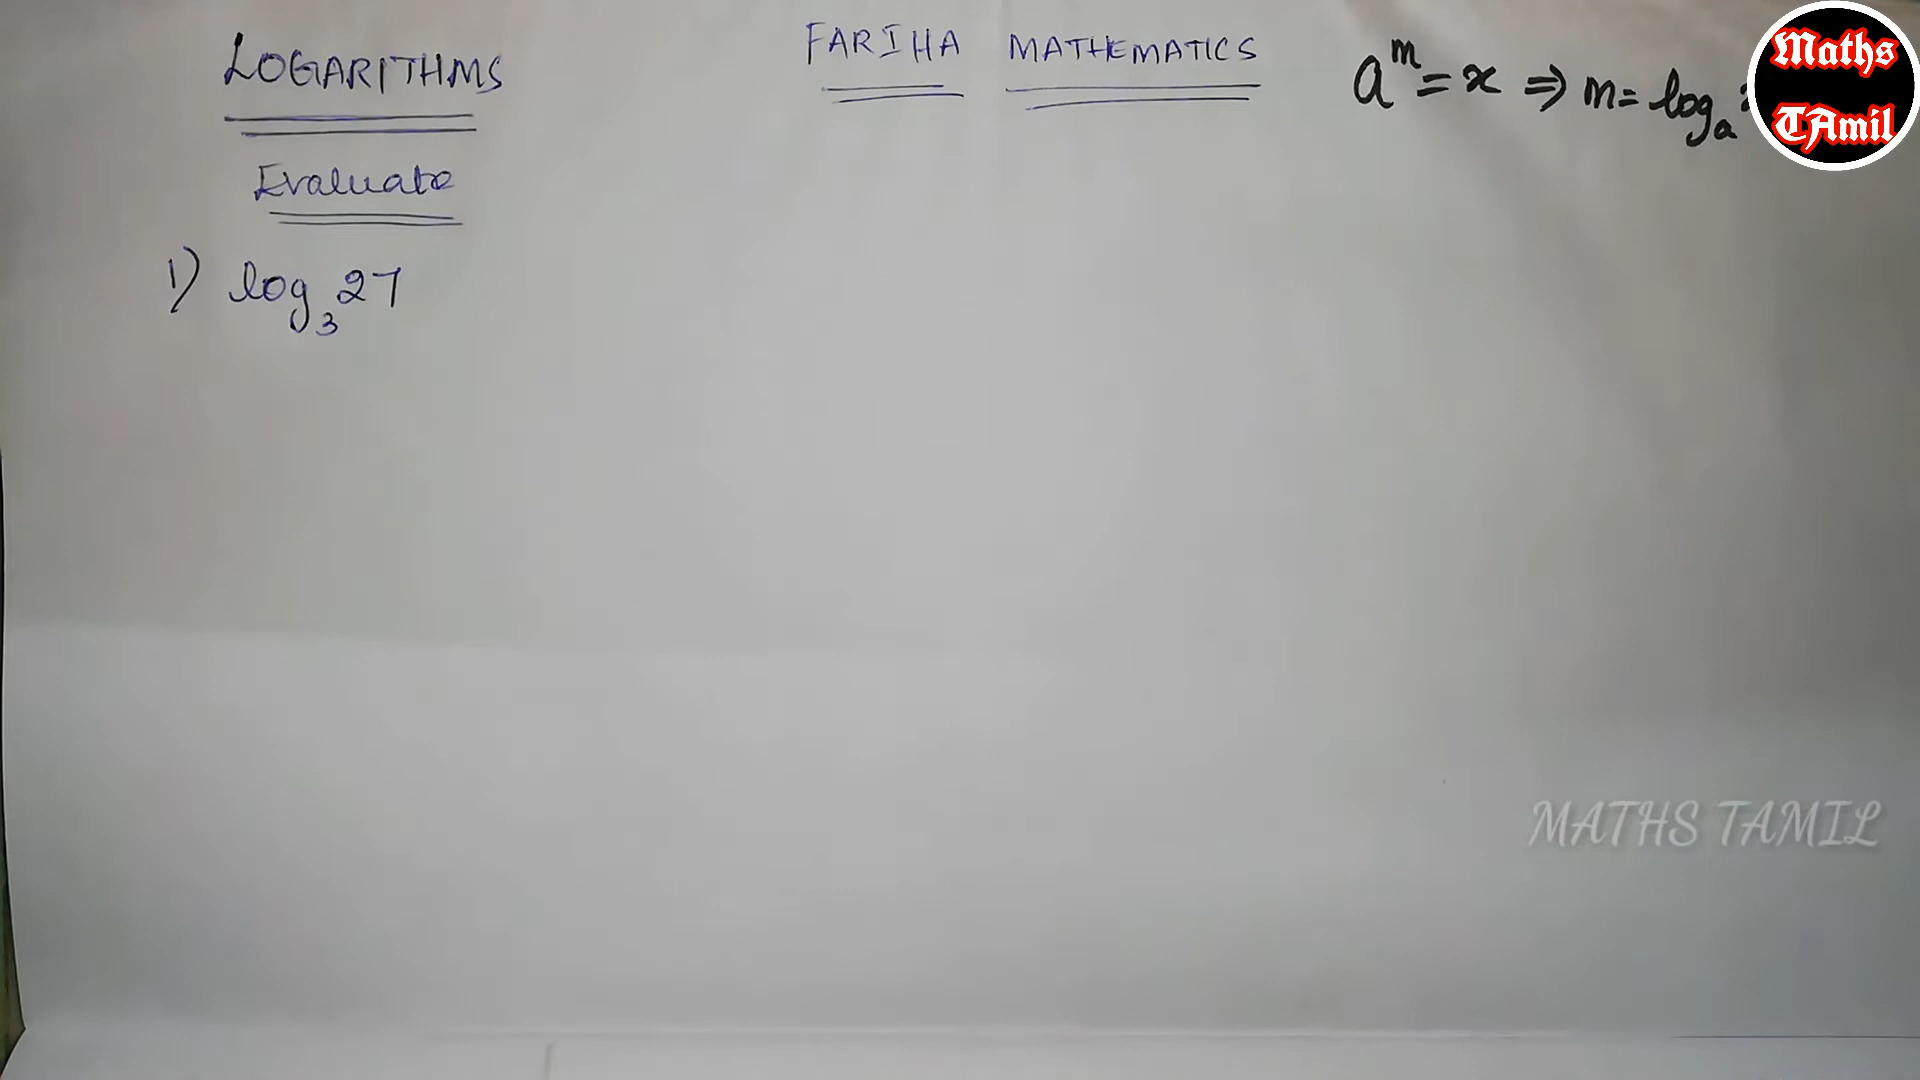 LOGARITHMS
FARIHA MATHEMATICS
a^m = x ⇒ m = log_a
Maths
TAmil
Evaluate
1) log_3 27
MATHS TAMIL